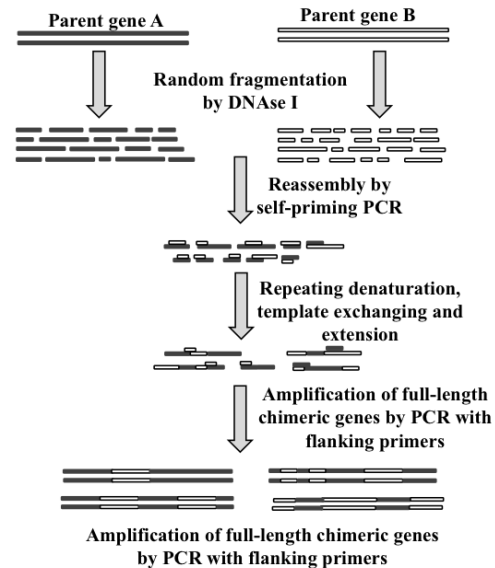 Parent gene A
Parent gene B
Random fragmentation
by DNAse I
Reassembly by
self-priming PCR
Repeating denaturation,
template exchanging and
extension
Amplification of full-length
chimeric genes by PCR with
flanking primers
Amplification of full-length chimeric genes
by PCR with flanking primers